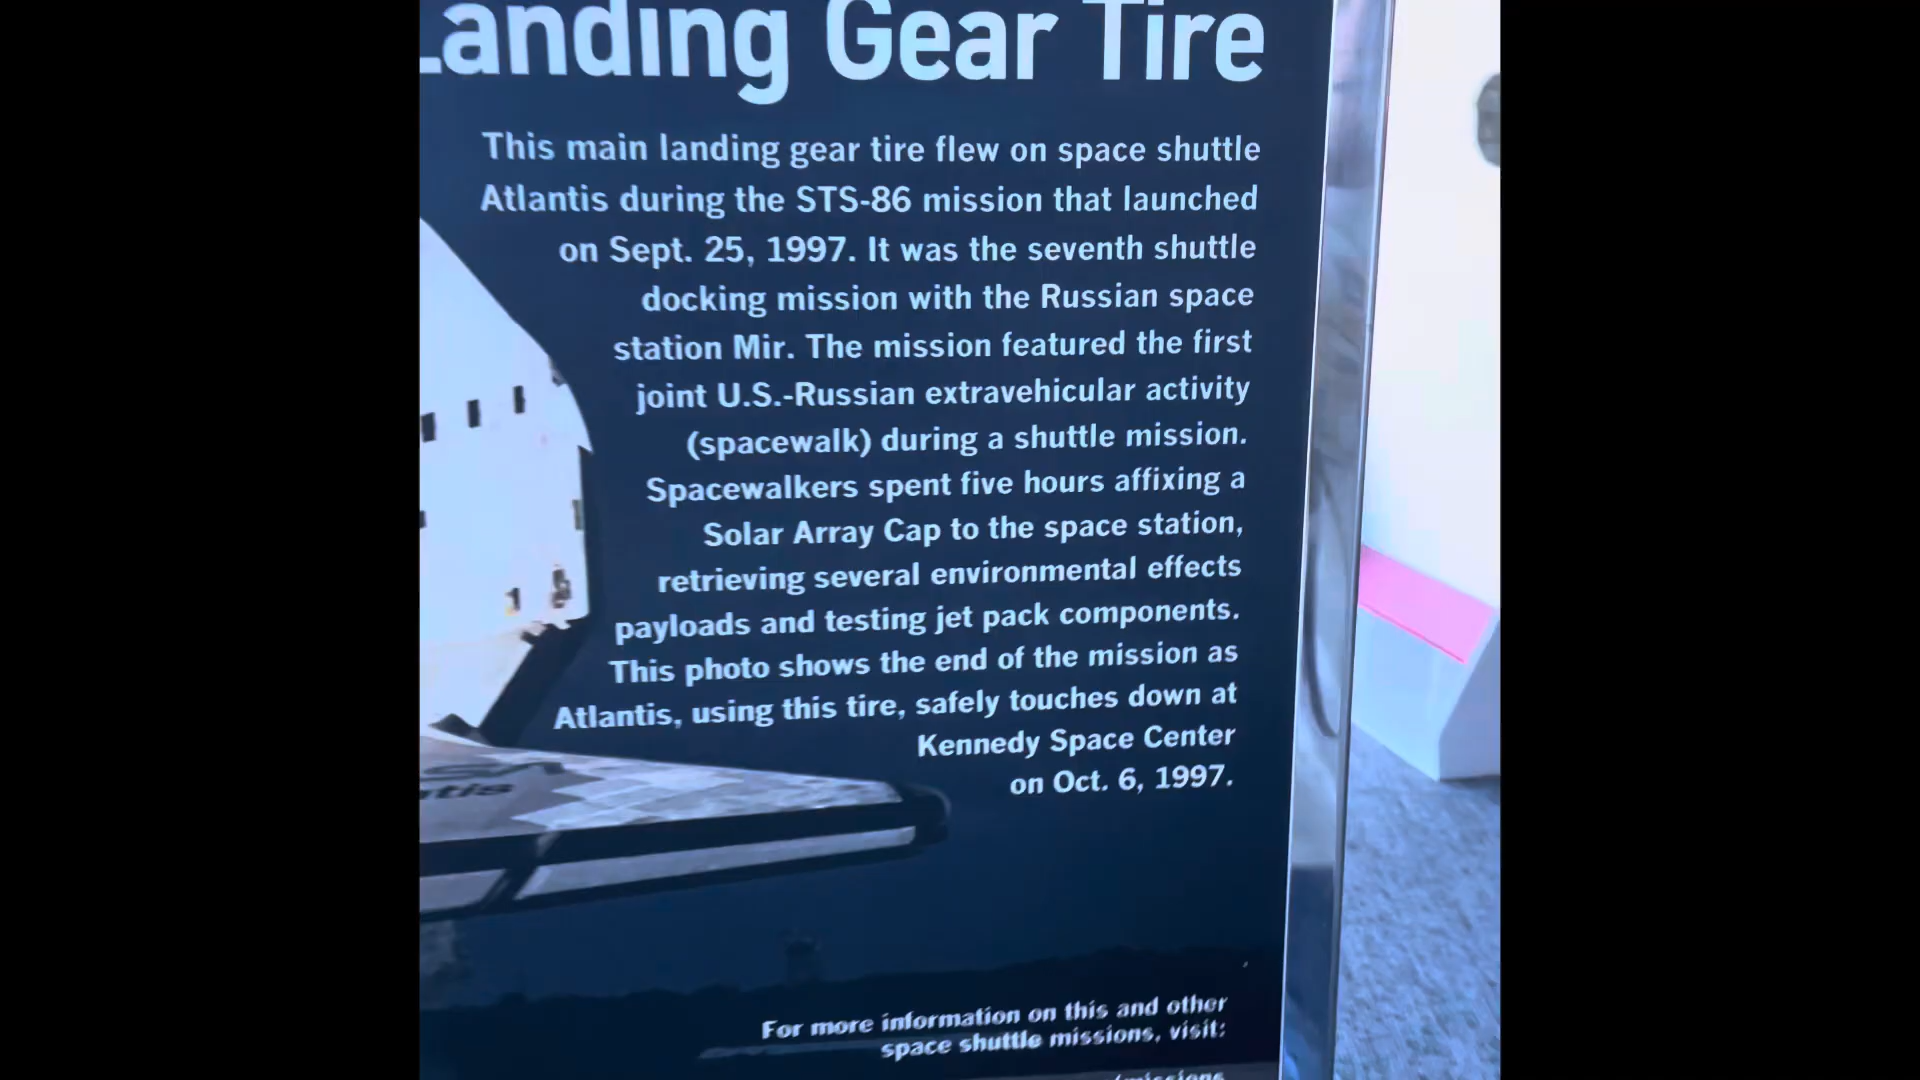 Landing Gear Tire
This main landing gear tire flew on space shuttle
Atlantis during the STS-86 mission that launched
on Sept. 25, 1997. It was the seventh shuttle
docking mission with the Russian space
station Mir. The mission featured the first
joint U.S.-Russian extravehicular activity
(spacewalk) during a shuttle mission.
Spacewalkers spent five hours affixing a
Solar Array Cap to the space station,
retrieving several environmental effects
payloads and testing jet pack components.
This photo shows the end of the mission as
Atlantis, using this tire, safely touches down at
Kennedy Space Center
on Oct. 6, 1997.
For more information on this and other
space shuttle missions, visit: